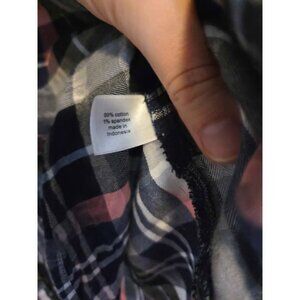 99% cotton
1% spandex
made in
Indonesia